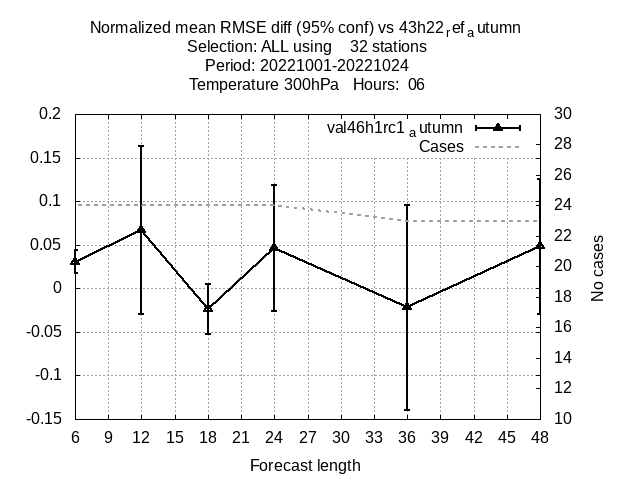 Normalized mean RMSE diff (95% conf) vs 43h22refautumn
Selection: ALL using 32 stations
Period: 20221001-20221024
Temperature 300hPa Hours: 06
val46h1rc1autumn
Cases
0.2
0.15
0.1
0.05
0
-0.05
-0.1
-0.15
30
28
26
24
22
20
18
16
14
12
10
No cases
6 9 12 15 18 21 24 27 30 33 36 39 42 45 48
Forecast length